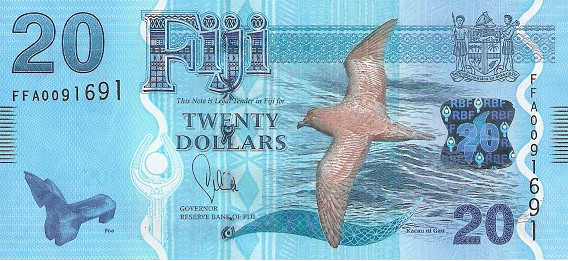 20
Fiji
FFA0091691
This Note is Legal Tender in Fiji for
TWENTY
DOLLARS
GOVERNOR
RESERVE BANK OF FIJI
Foa
Kacau ni Gau
20
FFA0091691
RBF RBF
20